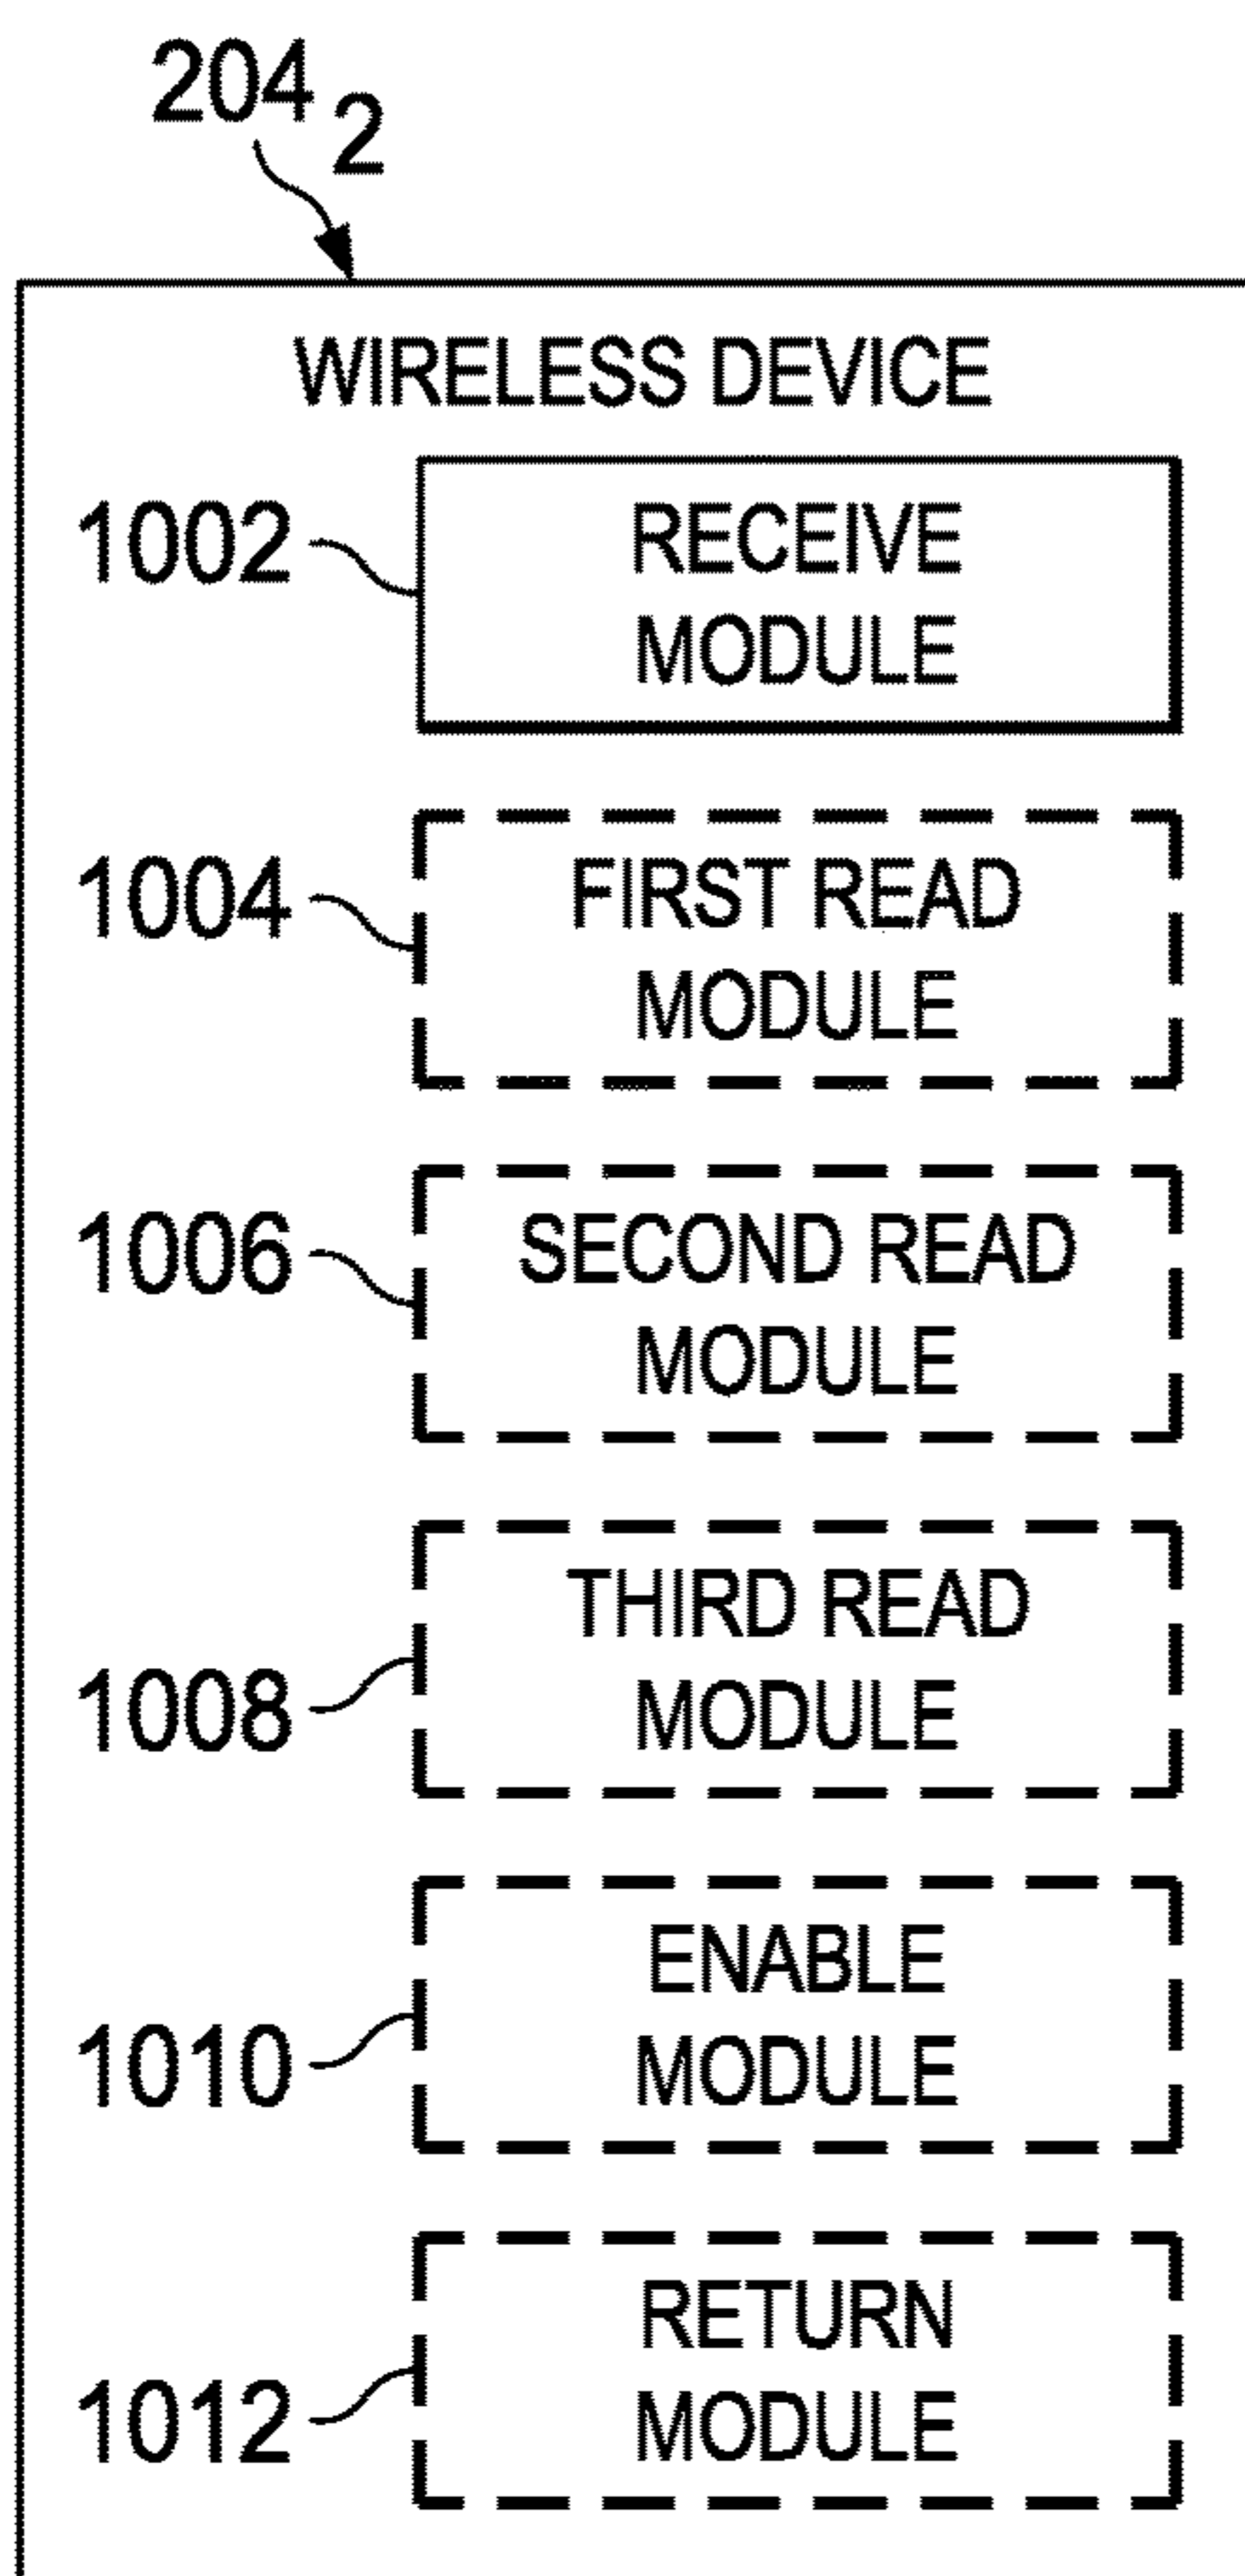 204 2
WIRELESS DEVICE
1002
RECEIVE
MODULE
1004
FIRST READ
MODULE
1006
SECOND READ
MODULE
1008
THIRD READ
MODULE
1010
ENABLE
MODULE
1012
RETURN
MODULE